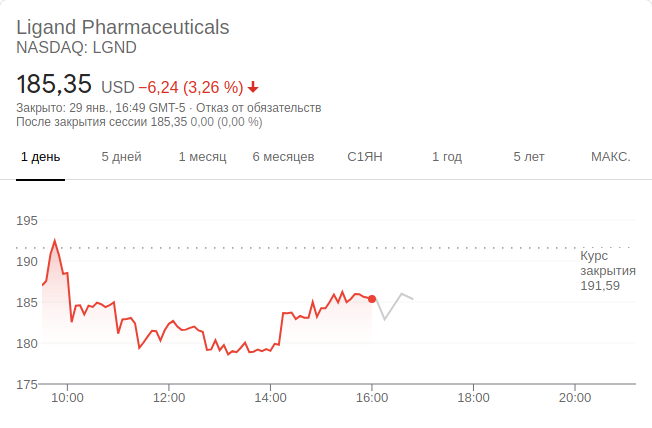 Ligand Pharmaceuticals
NASDAQ: LGND
185,35 USD −6,24 (3,26 %)
Закрыто: 29 янв., 16:49 GMT-5 · Отказ от обязательств
После закрытия сессии 185,35 0,00 (0,00 %)
1 день 5 дней 1 месяц 6 месяцев С1ЯН 1 год 5 лет МАКС.
195
190
185
180
175
Курс
закрытия
191,59
10:00 12:00 14:00 16:00 18:00 20:00